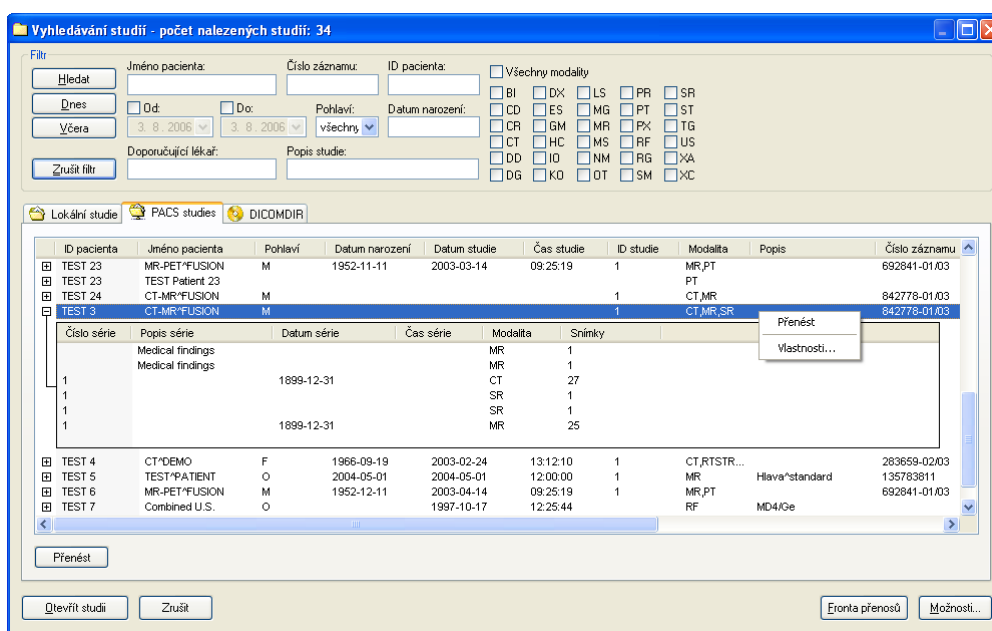 Vyhledávání studií - počet nalezených studií: 34
Filtr
Hledat
Dnes
Včera
Zrušit filtr
Jméno pacienta: Číslo záznamu: ID pacienta:
Od: Do: Pohlaví: Datum narození:
3. 8. 2006 3. 8. 2006 všechny
Doporučující lékař: Popis studie:
Všechny modality
BI DX LS PR SR
CD ES MG PT ST
CR GM MR PX TG
CT HC MS RF US
DD IO NM RG XA
DG KO OT SM XC
Lokální studie PACS studies DICOMDIR
ID pacienta Jméno pacienta Pohlaví Datum narození Datum studie Čas studie ID studie Modalita Popis Číslo záznamu
TEST 23 MR-PET^FUSION M 1952-11-11 2003-03-14 09:25:19 1 MR,PT 692841-01/03
TEST 23 TEST Patient 23 PT
TEST 24 CT-MR^FUSION M 1 CT,MR 842778-01/03
TEST 3 CT-MR^FUSION M 1 CT,MR,SR 842778-01/03
Přenést
Vlastnosti...
Číslo série Popis série Datum série Čas série Modalita Snímky
Medical findings MR 1
Medical findings MR 1
1 1899-12-31 CT 27
1 SR 1
1 SR 1
1 1899-12-31 MR 25
TEST 4 CT^DEMO F 1966-09-19 2003-02-24 13:12:10 1 CT,RTSTR... 283659-02/03
TEST 5 TEST^PATIENT O 2004-05-01 2004-05-01 12:00:00 1 MR Hlava^standard 135783811
TEST 6 MR-PET^FUSION M 1952-12-11 2003-04-14 09:25:19 1 MR,PT 692841-01/03
TEST 7 Combined U.S. O 1997-10-17 12:25:44 RF MD4/Ge
Přenést
Otevřít studii Zrušit Fronta přenosů Možnosti...